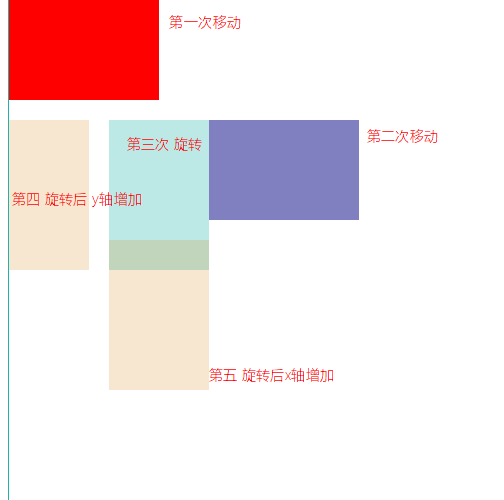 第一次移动
第二次移动
第三次 旋转
第四 旋转后 y轴增加
第五 旋转后x轴增加